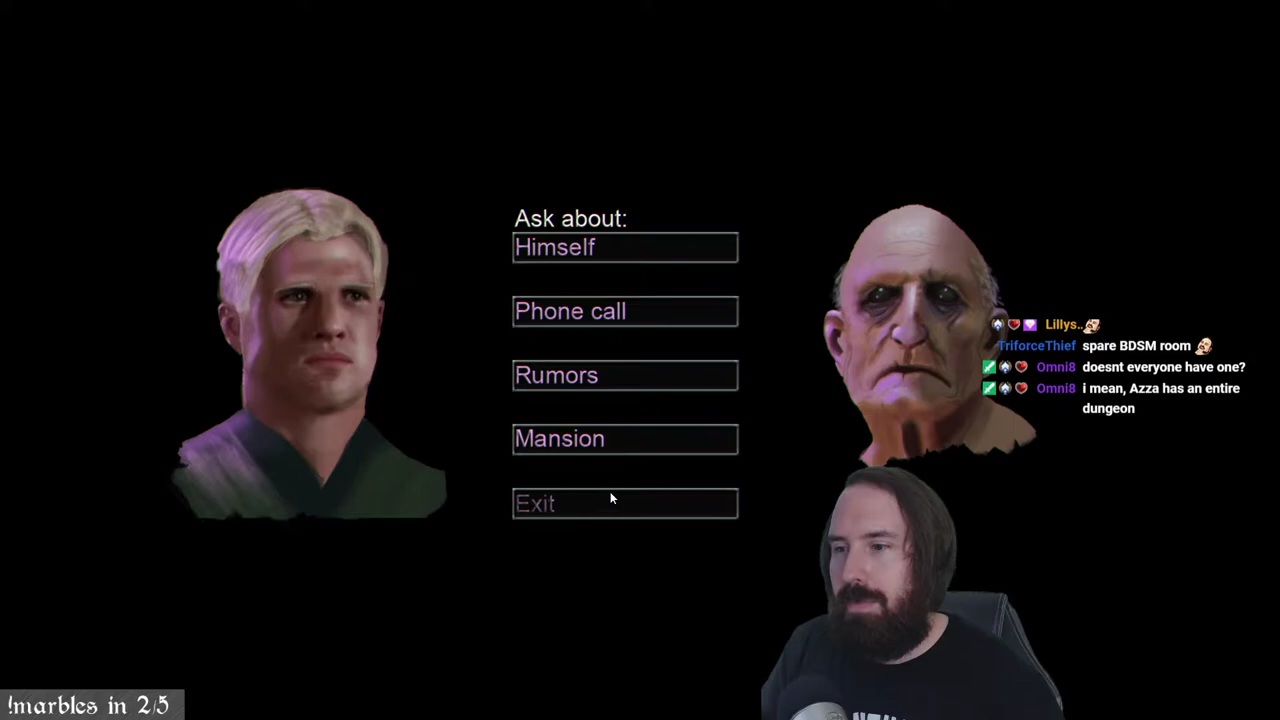 Ask about:
Himself
Phone call
Rumors
Mansion
Exit
Lillys..
TriforceThief spare BDSM room
Omni8 doesnt everyone have one?
Omni8 i mean, Azza has an entire
dungeon
!marbles in 2/5